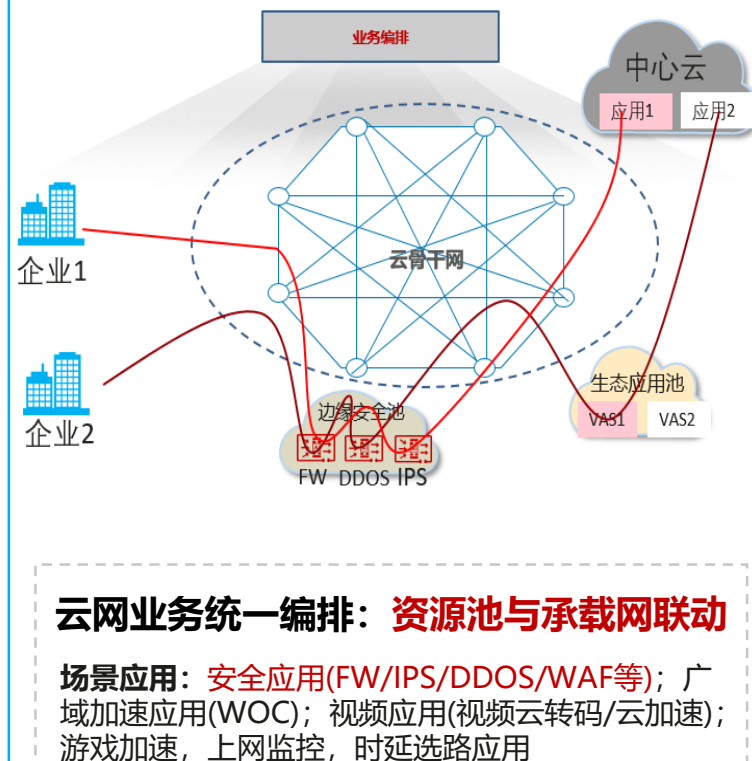 业务编排
中心云
应用1
应用2
企业1
云骨干网
企业2
生态应用池
VAS1
VAS2
边缘安全池
FW
DDOS
IPS
云网业务统一编排：资源池与承载网联动
场景应用：安全应用(FW/IPS/DDOS/WAF等)；广
域加速应用(WOC)；视频应用(视频云转码/云加速)；
游戏加速，上网监控，时延选路应用